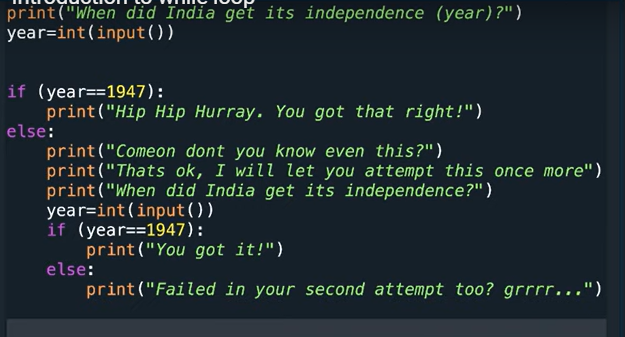 Introduction to while loop
print("When did India get its independence (year)?")
year=int(input())
if (year==1947):
    print("Hip Hip Hurray. You got that right!")
else:
    print("Comeon dont you know even this?")
    print("Thats ok, I will let you attempt this once more")
    print("When did India get its independence?")
    year=int(input())
    if (year==1947):
        print("You got it!")
    else:
        print("Failed in your second attempt too? grrrr...")